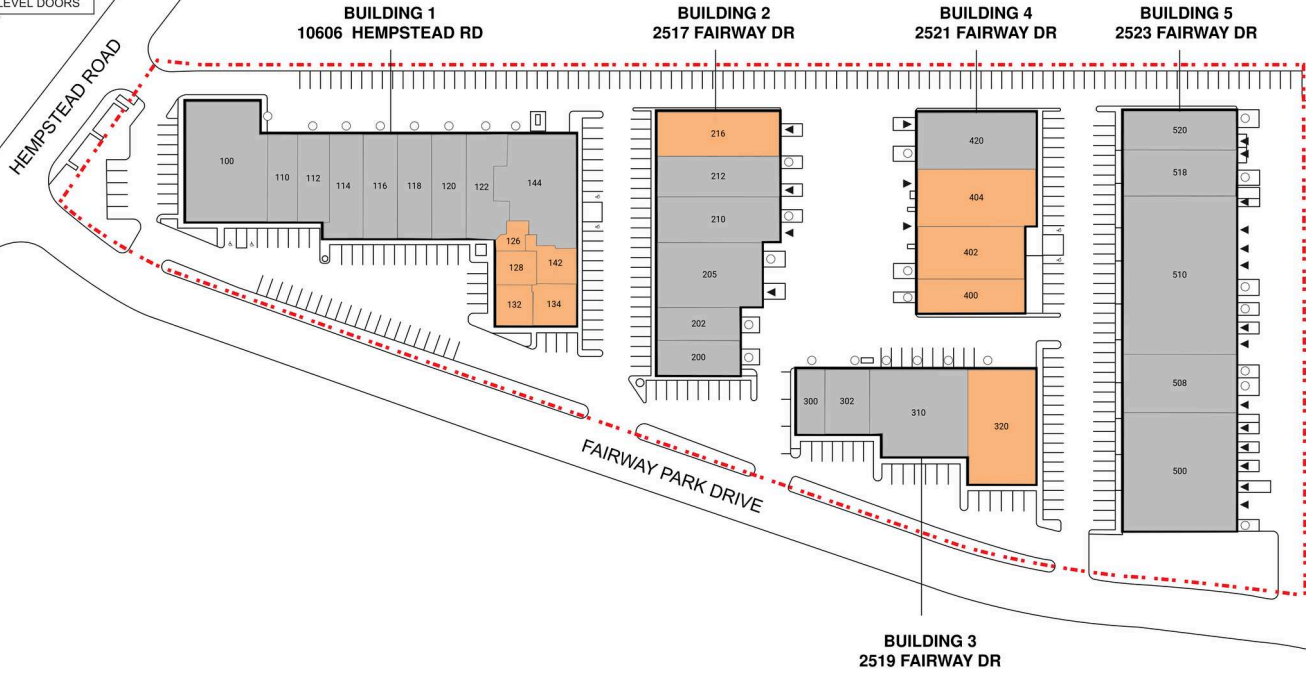 LEVEL DOORS
BUILDING 1
10606 HEMPSTEAD RD
BUILDING 2
2517 FAIRWAY DR
BUILDING 4
2521 FAIRWAY DR
BUILDING 5
2523 FAIRWAY DR
HEMPSTEAD ROAD
100
110
112
114
116
118
120
122
144
126
128
142
132
134
216
212
210
205
202
200
420
404
402
400
520
518
510
508
500
300
302
310
320
FAIRWAY PARK DRIVE
BUILDING 3
2519 FAIRWAY DR